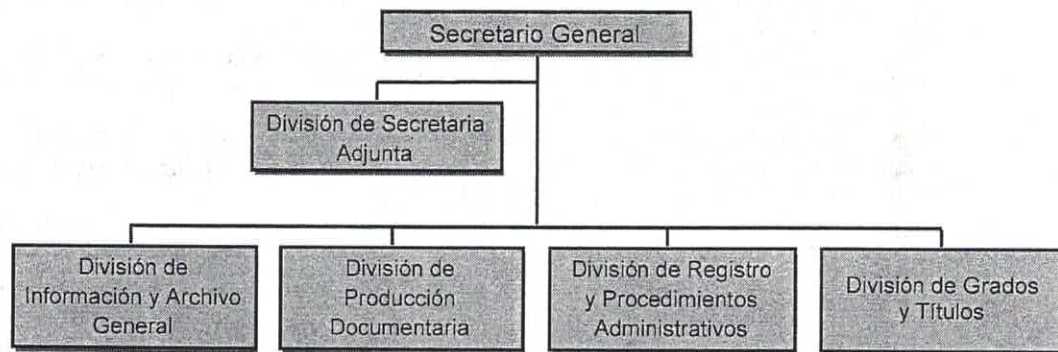 Secretario General
División de Secretaria
Adjunta
División de
Información y Archivo
General
División de
Producción
Documentaria
División de Registro
y Procedimientos
Administrativos
División de Grados
y Títulos